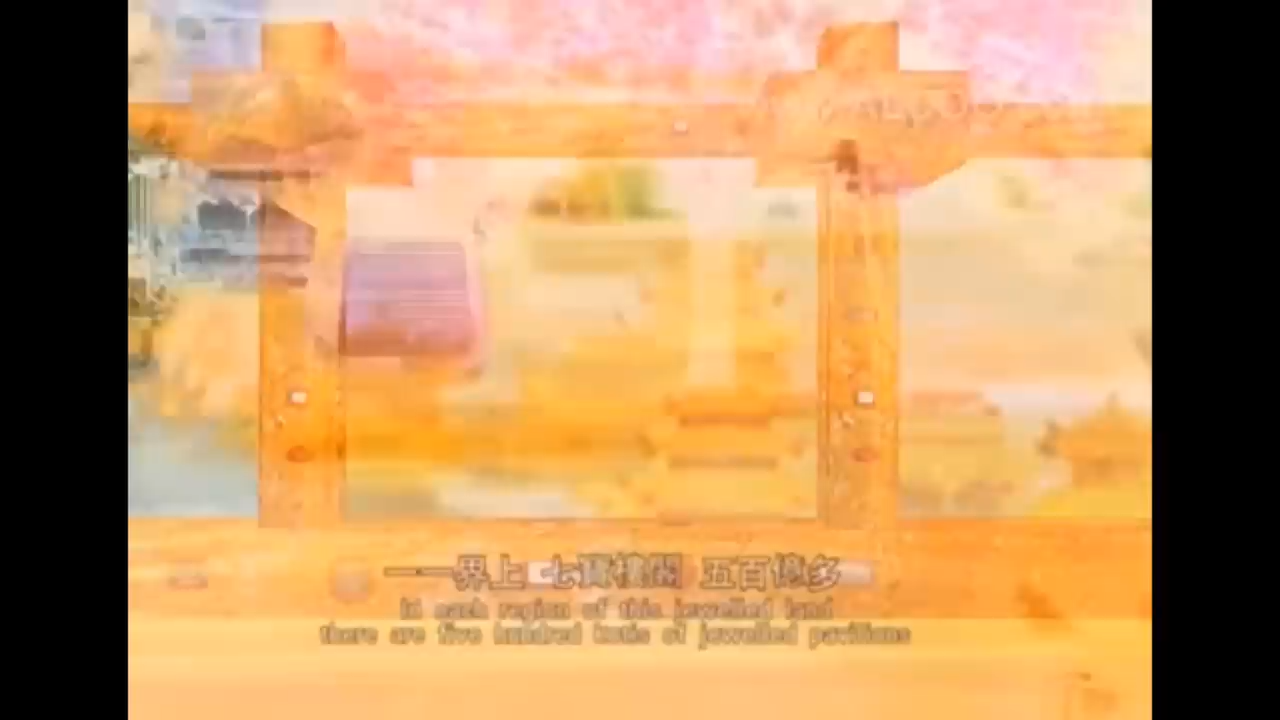 一一界上 七寶樓閣 五百億多
In each region of this jewelled land
there are five hundred kotis of jewelled pavilions